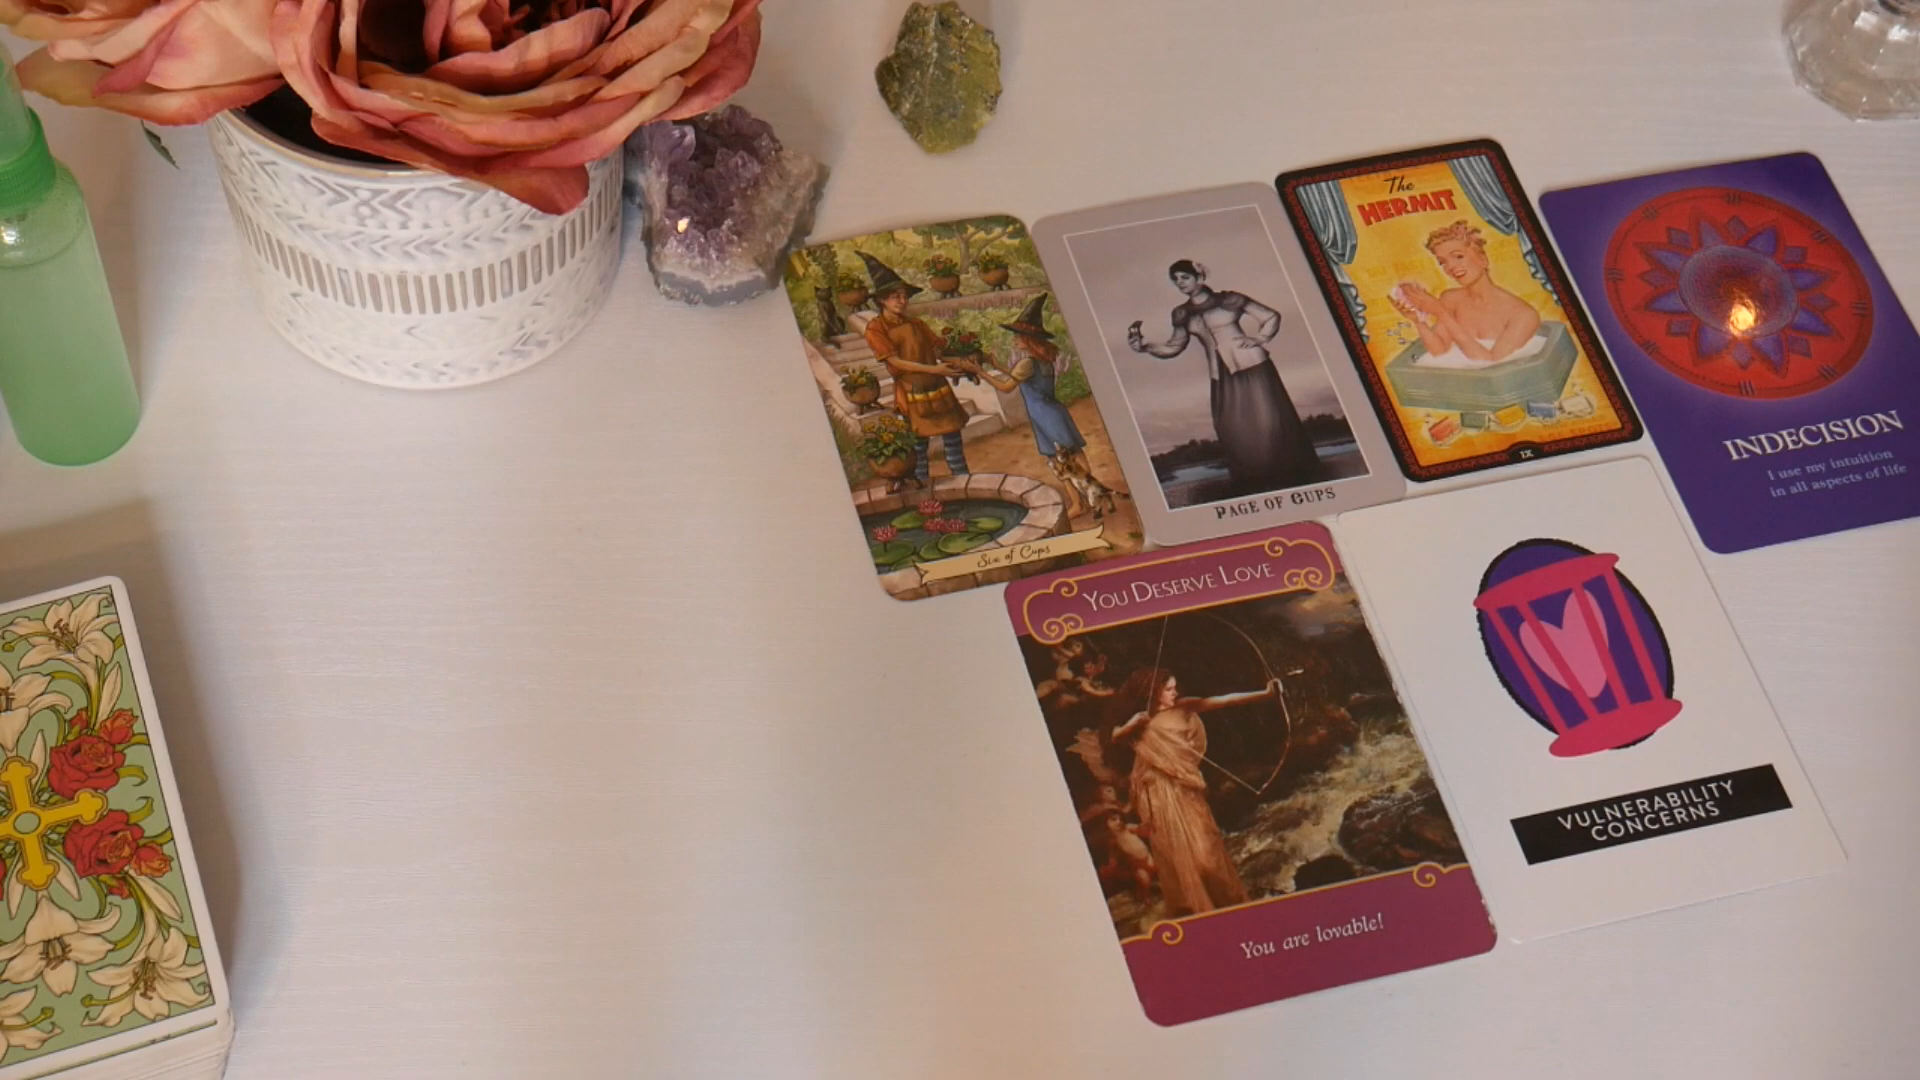 Six of Cups
PAGE OF CUPS
The
HERMIT
IX
INDECISION
I use my intuition
in all aspects of life
YOU DESERVE LOVE
You are lovable!
VULNERABILITY
CONCERNS